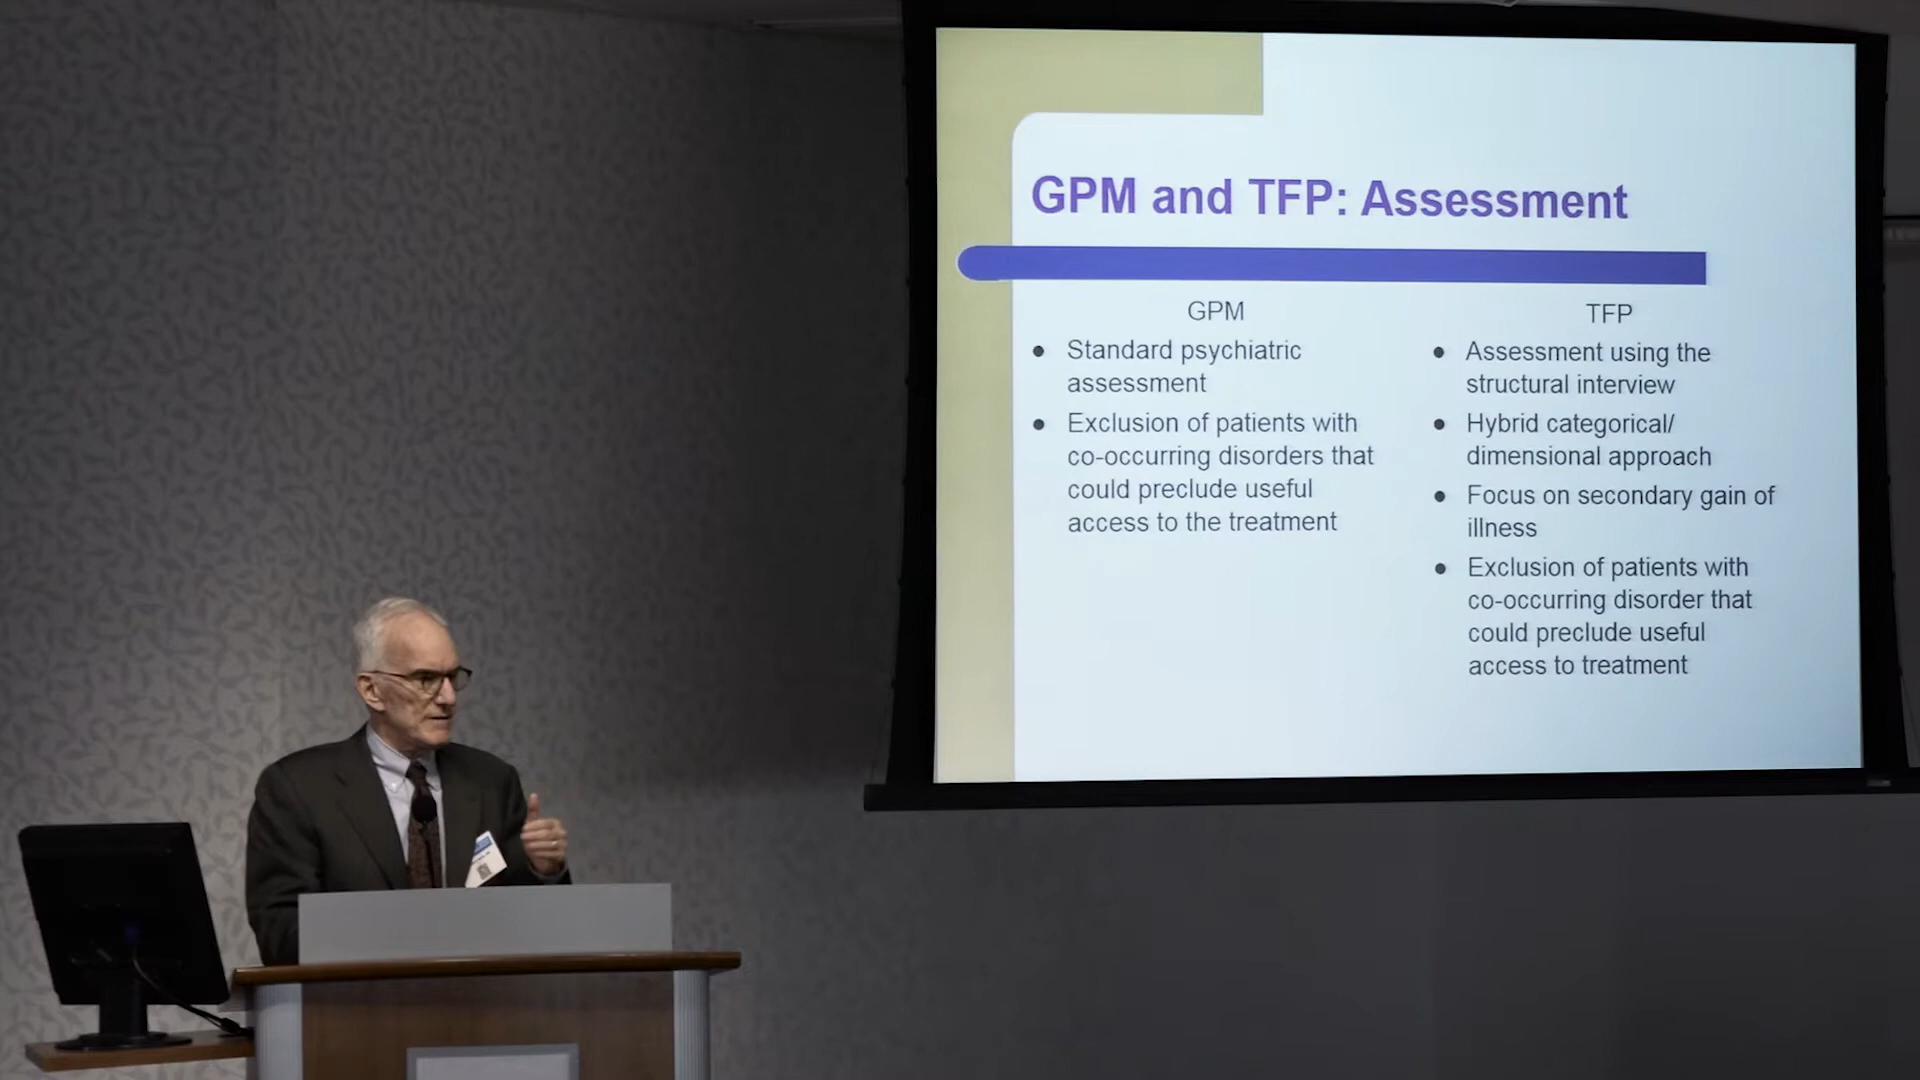 GPM and TFP: Assessment
GPM
● Standard psychiatric
assessment
● Exclusion of patients with
co-occurring disorders that
could preclude useful
access to the treatment
TFP
● Assessment using the
structural interview
● Hybrid categorical/
dimensional approach
● Focus on secondary gain of
illness
● Exclusion of patients with
co-occurring disorder that
could preclude useful
access to treatment